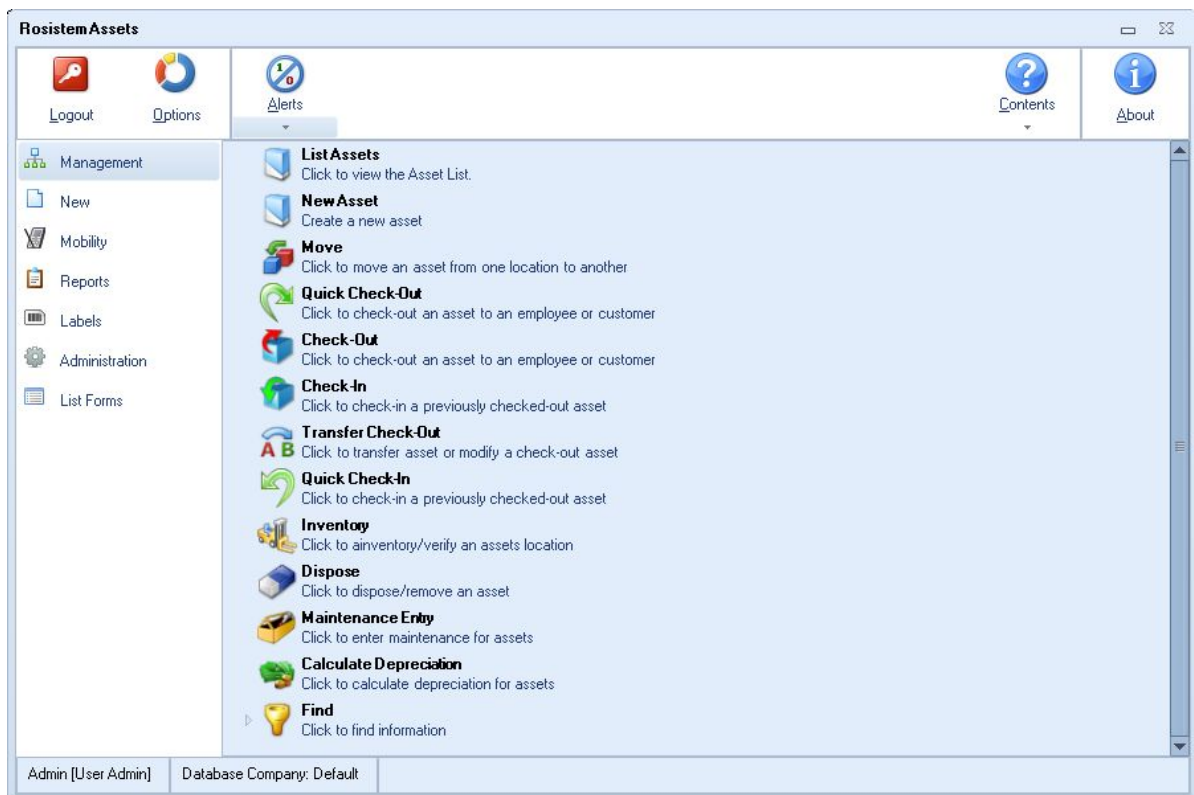 Rosistem Assets
Logout
Options
Alerts
Contents
About
Management
New
Mobility
Reports
Labels
Administration
List Forms
List Assets
Click to view the Asset List.
New Asset
Create a new asset
Move
Click to move an asset from one location to another
Quick Check-Out
Click to check-out an asset to an employee or customer
Check-Out
Click to check-out an asset to an employee or customer
Check-In
Click to check-in a previously checked-out asset
Transfer Check-Out
A B
Click to transfer asset or modify a check-out asset
Quick Check-In
Click to check-in a previously checked-out asset
Inventory
Click to ainventory/verify an assets location
Dispose
Click to dispose/remove an asset
Maintenance Entry
Click to enter maintenance for assets
Calculate Depreciation
Click to calculate depreciation for assets
Find
Click to find information
Admin [User Admin]
Database Company: Default